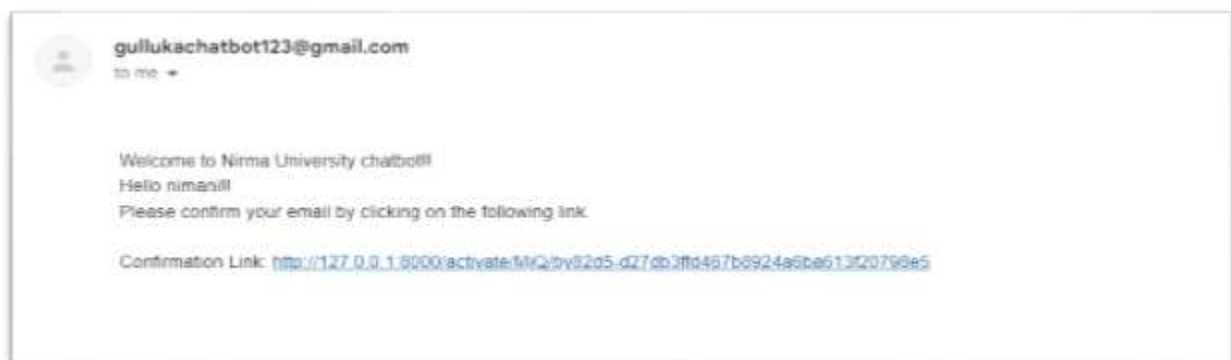 gullukachatbot123@gmail.com
to me
Welcome to Nirma University chatbot!!!
Hello nimani!!!
Please confirm your email by clicking on the following link.
Confirmation Link: